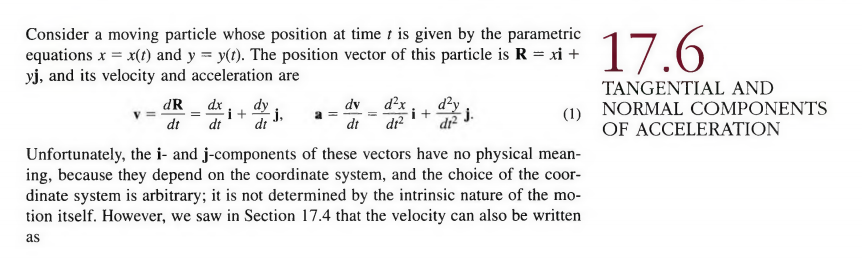 Consider a moving particle whose position at time t is given by the parametric
equations x = x(t) and y = y(t). The position vector of this particle is R = xi +
yj, and its velocity and acceleration are
v = dR/dt = dx/dt i + dy/dt j,    a = dv/dt = d²x/dt² i + d²y/dt² j.    (1)
Unfortunately, the i- and j-components of these vectors have no physical mean-
ing, because they depend on the coordinate system, and the choice of the coor-
dinate system is arbitrary; it is not determined by the intrinsic nature of the mo-
tion itself. However, we saw in Section 17.4 that the velocity can also be written
as
17.6
TANGENTIAL AND
NORMAL COMPONENTS
OF ACCELERATION